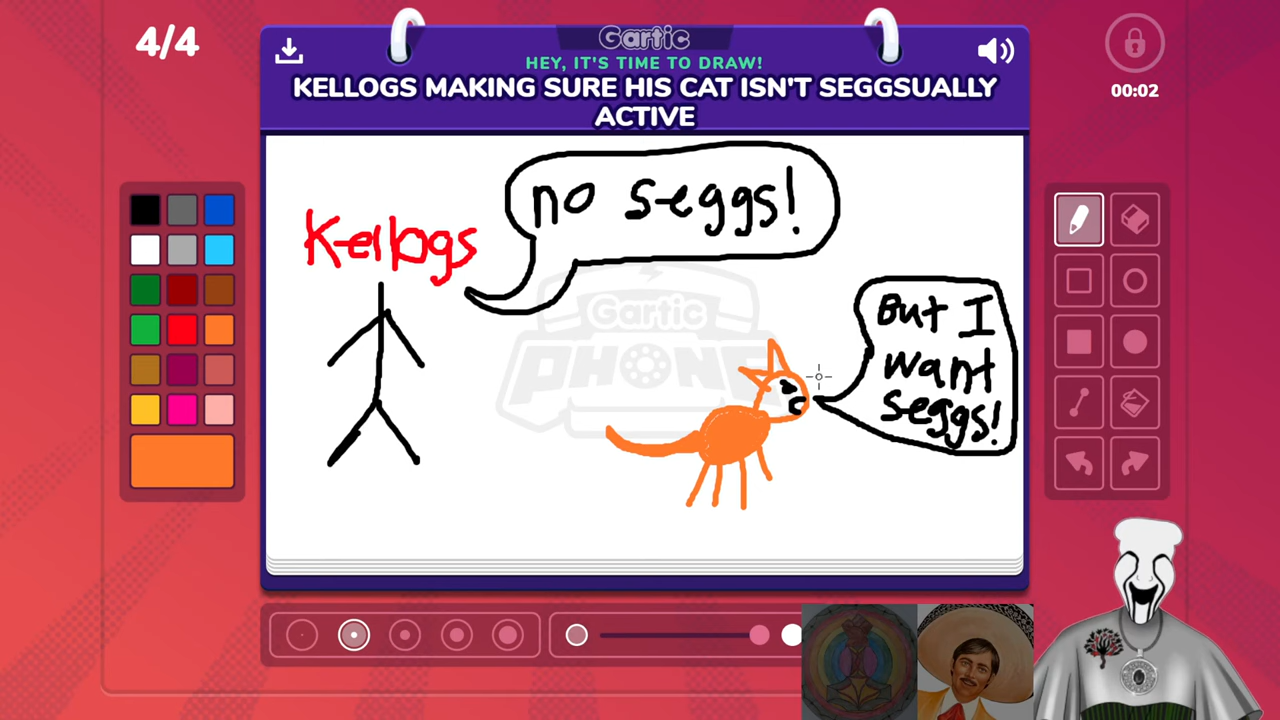 4/4
Gartic
HEY, IT'S TIME TO DRAW!
KELLOGS MAKING SURE HIS CAT ISN'T SEGGSUALLY
ACTIVE
00:02
no seggs!
Kellogs
But I
want
seggs!
Gartic
PHONE